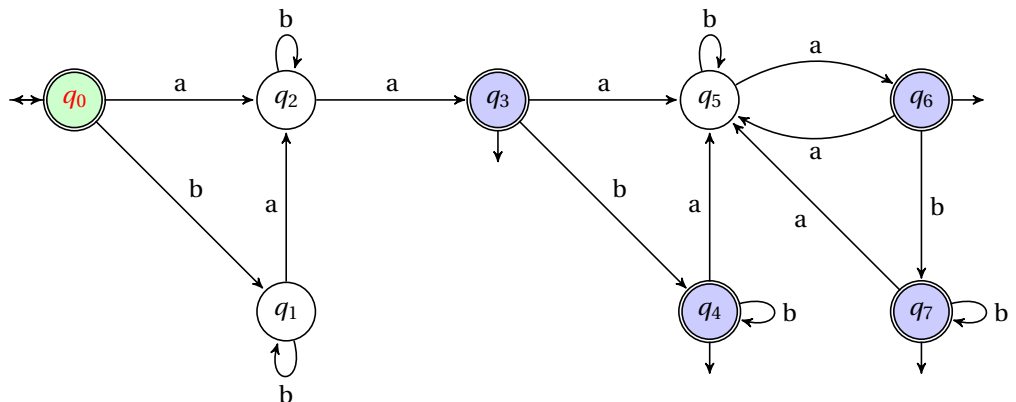 b b
a
q₀ a q₂ a q₃ a q₅ q₆
a
b a b a a b
q₁ q₄ b q₇ b
b